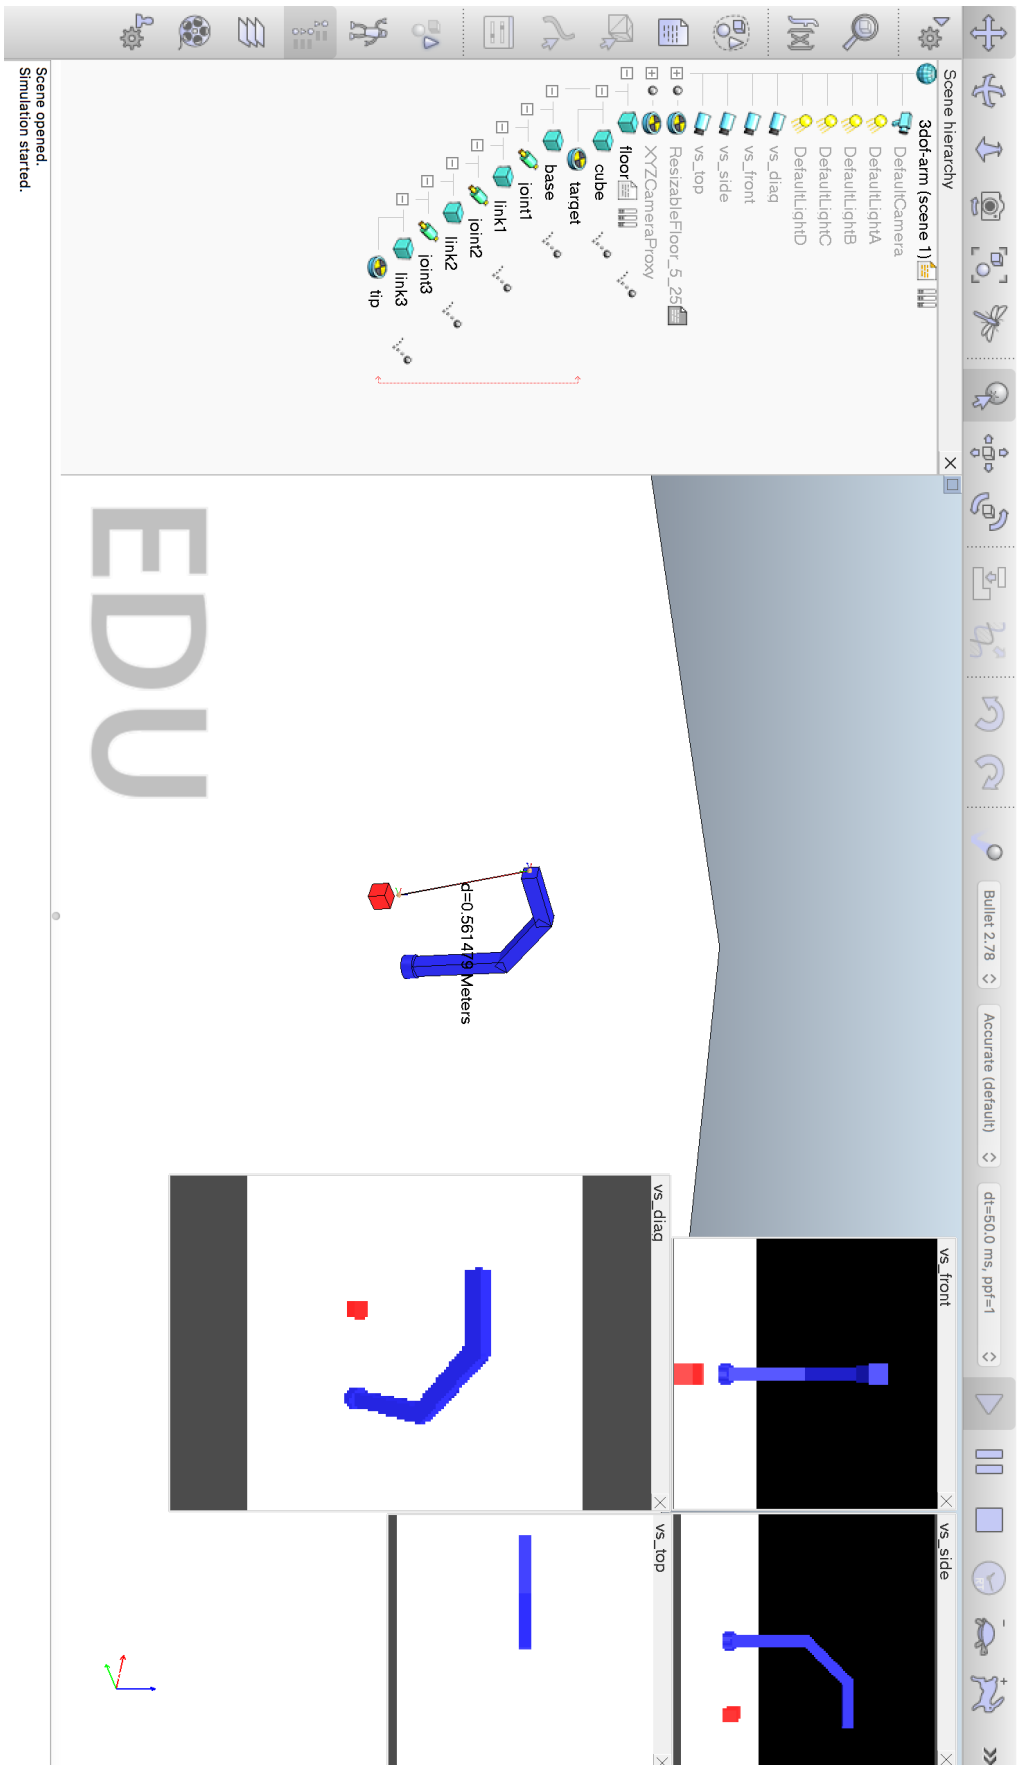 Bullet 2.78
Accurate (default)
dt=50.0 ms, ppf=1
Scene hierarchy
3dof-arm (scene 1)
DefaultCamera
DefaultLightA
DefaultLightB
DefaultLightC
DefaultLightD
vs_diag
vs_front
vs_side
vs_top
ResizableFloor_5_25
XYZCameraProxy
floor
cube
target
base
joint1
link1
joint2
link2
joint3
link3
tip
f(x)
vs_front
vs_side
vs_diag
vs_top
d=0.561479 Meters
EDU
Scene opened.
Simulation started.